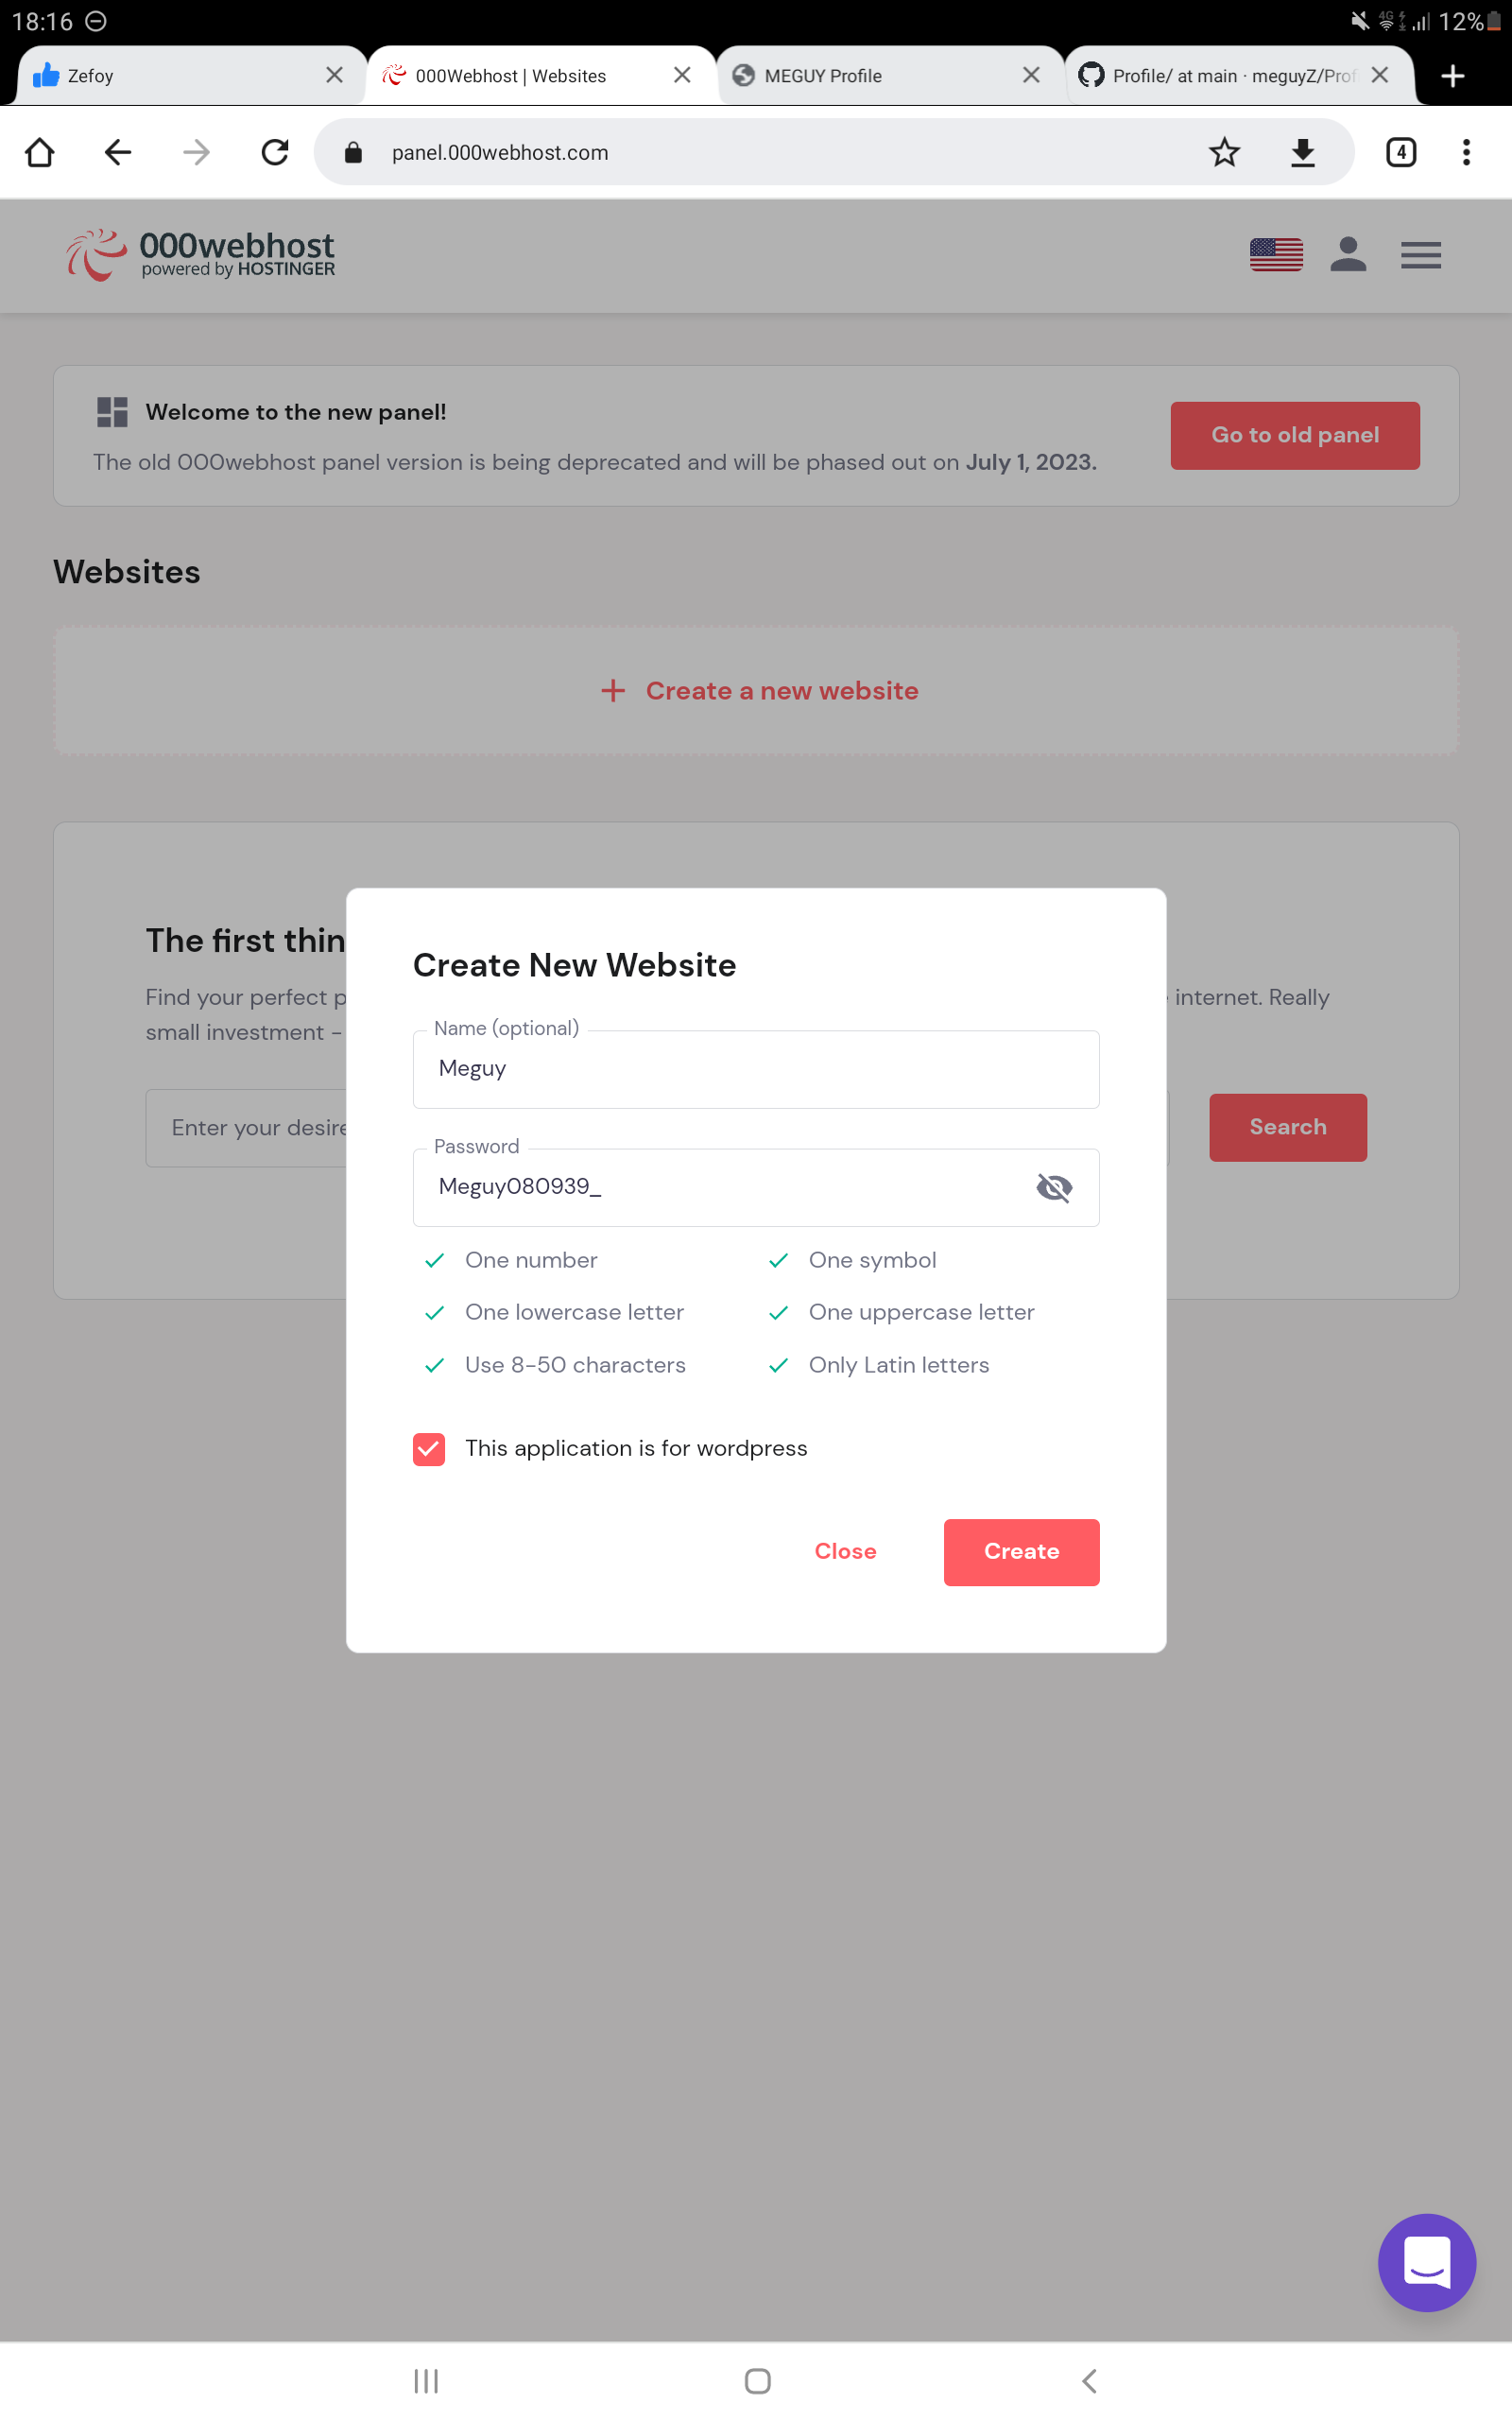 18:16
4G
12%
Zefoy
000Webhost | Websites
MEGUY Profile
Profile/ at main · meguyZ/Prof
panel.000webhost.com
4
000webhost
powered by HOSTINGER
Welcome to the new panel!
The old 000webhost panel version is being deprecated and will be phased out on July 1, 2023.
Go to old panel
Websites
Create a new website
The first thin
Find your perfect p
internet. Really
small investment -
Enter your desire
Search
Create New Website
Name (optional)
Meguy
Password
Meguy080939_
One number
One symbol
One lowercase letter
One uppercase letter
Use 8-50 characters
Only Latin letters
This application is for wordpress
Close
Create